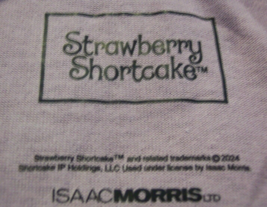 Strawberry
Shortcake™
Strawberry Shortcake™ and related trademarks © 2024
Shortcake IP Holdings, LLC Used under license by Isaac Morris
ISAACMORRIS LTD